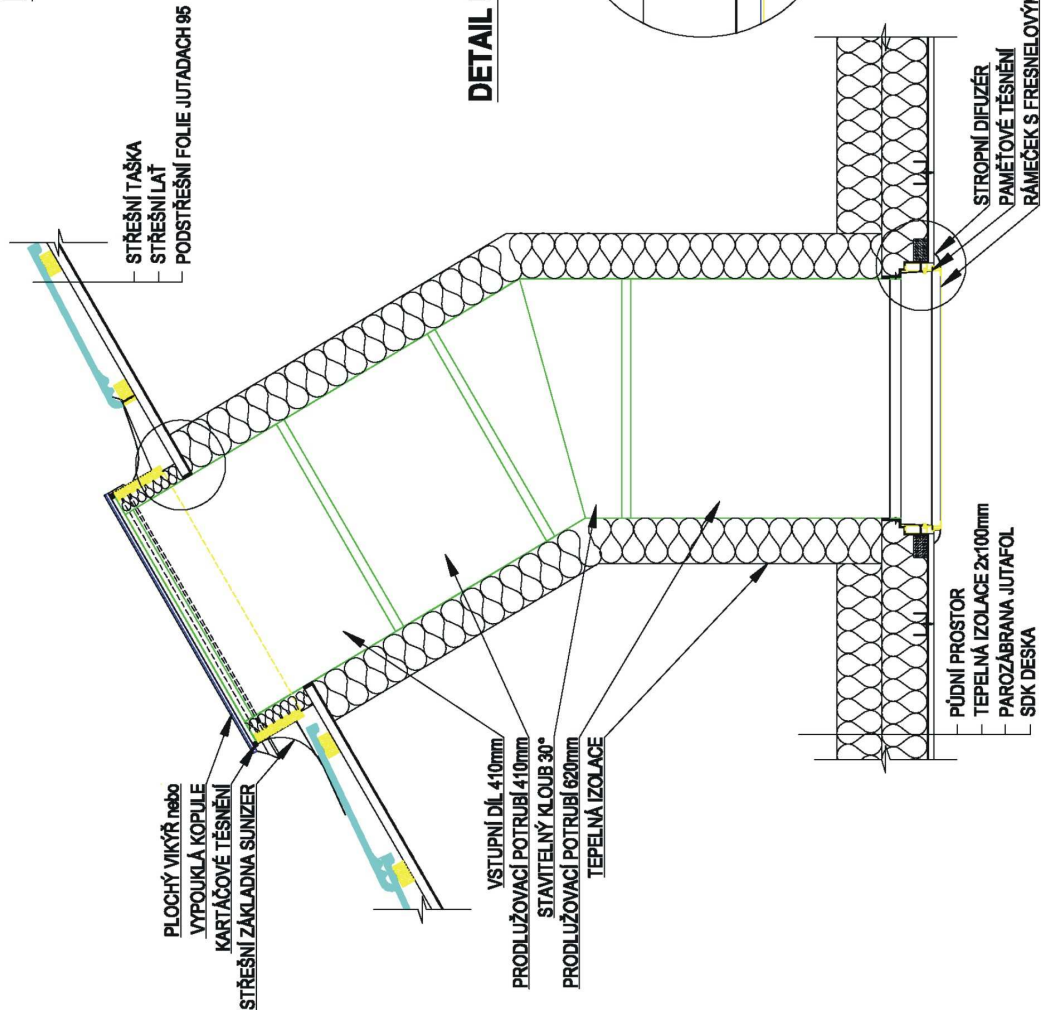 STŘEŠNÍ TAŠKA
STŘEŠNÍ LAŤ
PODSTŘEŠNÍ FOLIE JUTADACH 95
DETAIL
PLOCHÝ VIKÝŘ nebo
VYPOUKLÁ KOPULE
KARTÁČOVÉ TĚSNĚNÍ
STŘEŠNÍ ZÁKLADNA SUNIZER
VSTUPNÍ DÍL 410mm
PRODLUŽOVACÍ POTRUBÍ 410mm
STAVITELNÝ KLOUB 30°
PRODLUŽOVACÍ POTRUBÍ 620mm
TEPELNÁ IZOLACE
STROPNÍ DIFUZÉR
PAMĚŤOVÉ TĚSNĚNÍ
RÁMEČEK S FRESNELOVÝM
PŮDNÍ PROSTOR
TEPELNÁ IZOLACE 2x100mm
PAROZÁBRANA JUTAFOL
SDK DESKA